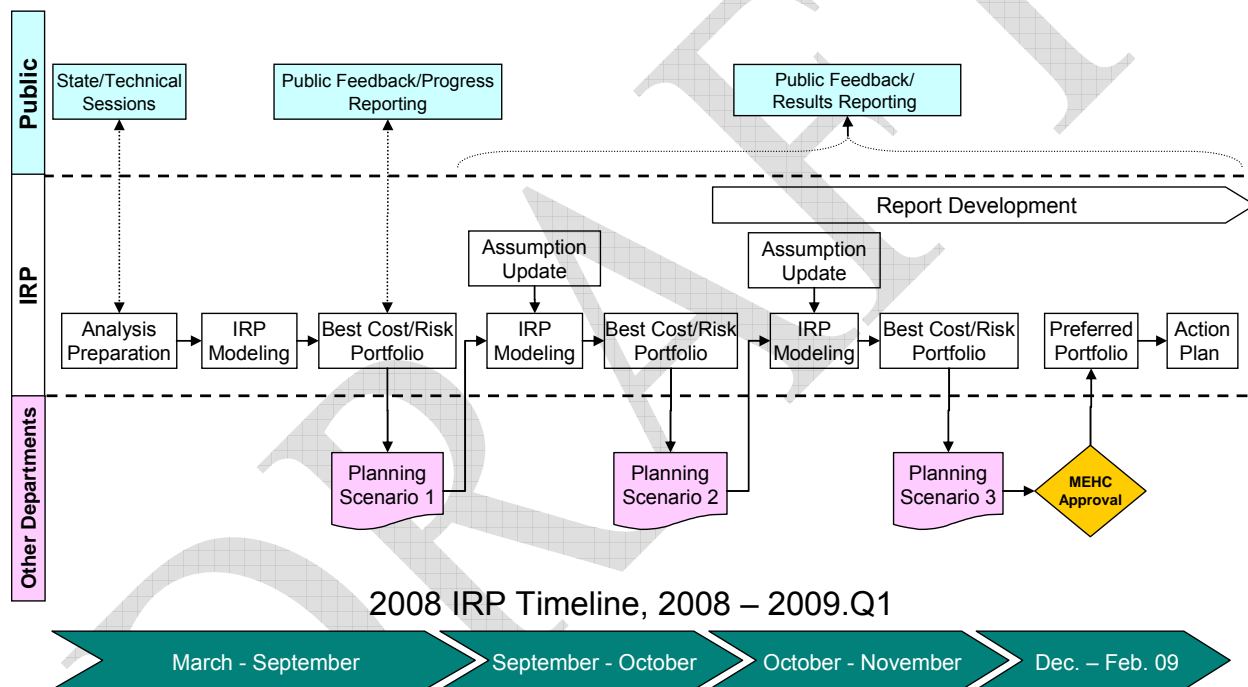 Public
State/Technical
Sessions
Public Feedback/Progress
Reporting
Public Feedback/
Results Reporting
IRP
Report Development
Assumption
Update
Assumption
Update
Analysis
Preparation
IRP
Modeling
Best Cost/Risk
Portfolio
IRP
Modeling
Best Cost/Risk
Portfolio
IRP
Modeling
Best Cost/Risk
Portfolio
Preferred
Portfolio
Action
Plan
Other Departments
Planning
Scenario 1
Planning
Scenario 2
Planning
Scenario 3
MEHC
Approval
DRAFT
2008 IRP Timeline, 2008 – 2009.Q1
March - September
September - October
October - November
Dec. – Feb. 09